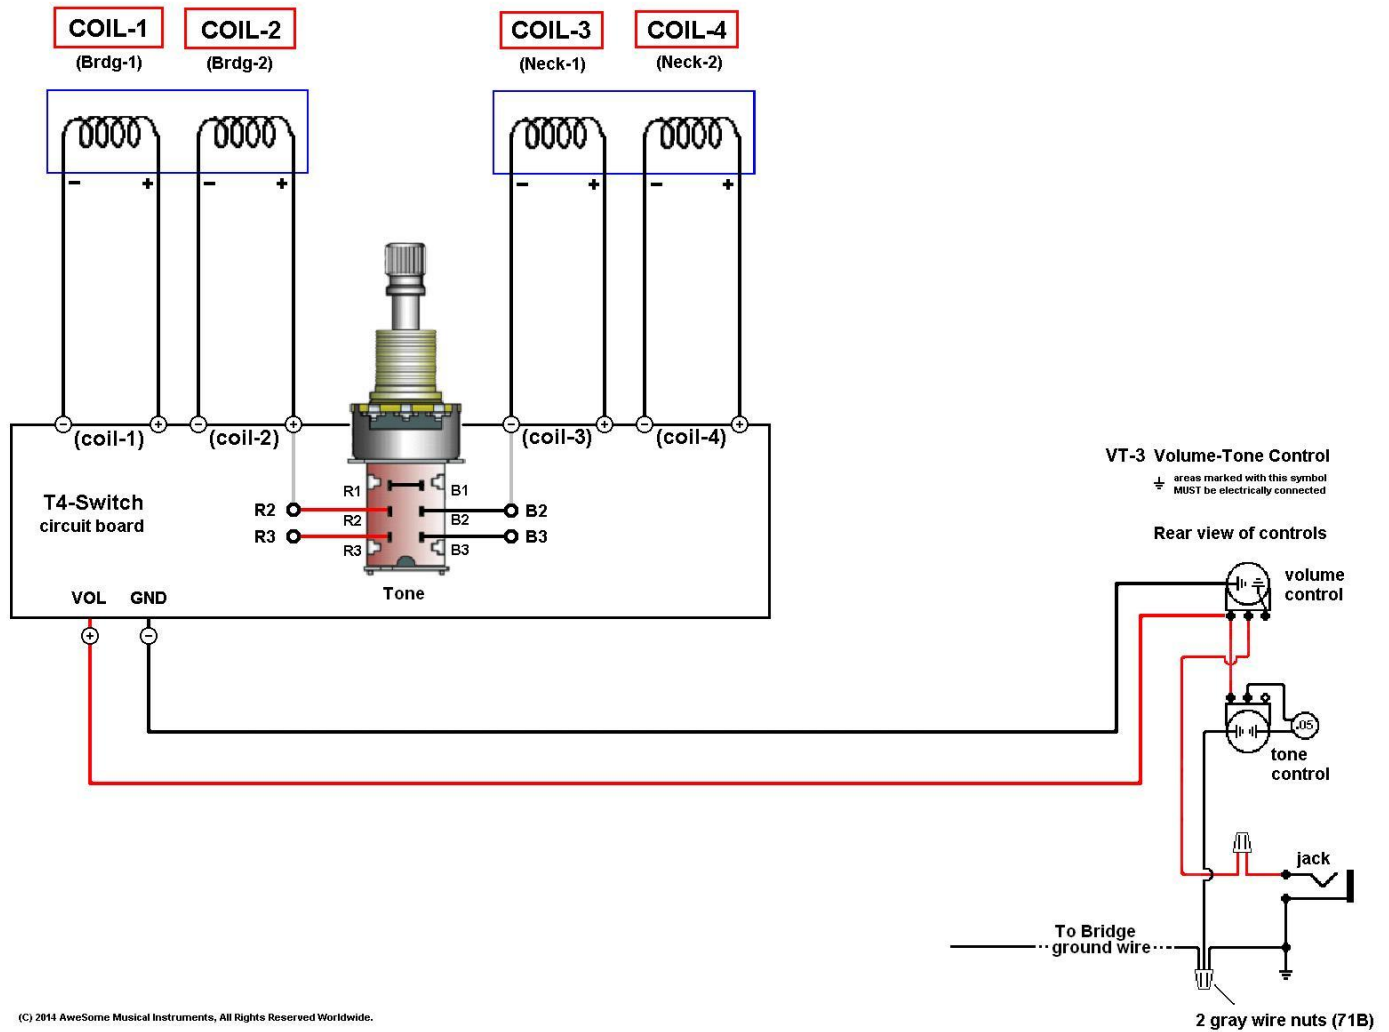 COIL-1 COIL-2 COIL-3 COIL-4
(Brdg-1) (Brdg-2) (Neck-1) (Neck-2)
− + − + − + − +
− + − + − + − +
(coil-1) (coil-2) (coil-3) (coil-4)
T4-Switch
circuit board
R1 B1
R2 R2 B2 B2
R3 R3 B3 B3
Tone
VOL GND
+ −
VT-3 Volume-Tone Control
areas marked with this symbol
MUST be electrically connected
Rear view of controls
volume
control
.05
tone
control
jack
To Bridge
ground wire
2 gray wire nuts (71B)
(C) 2014 AweSome Musical Instruments, All Rights Reserved Worldwide.